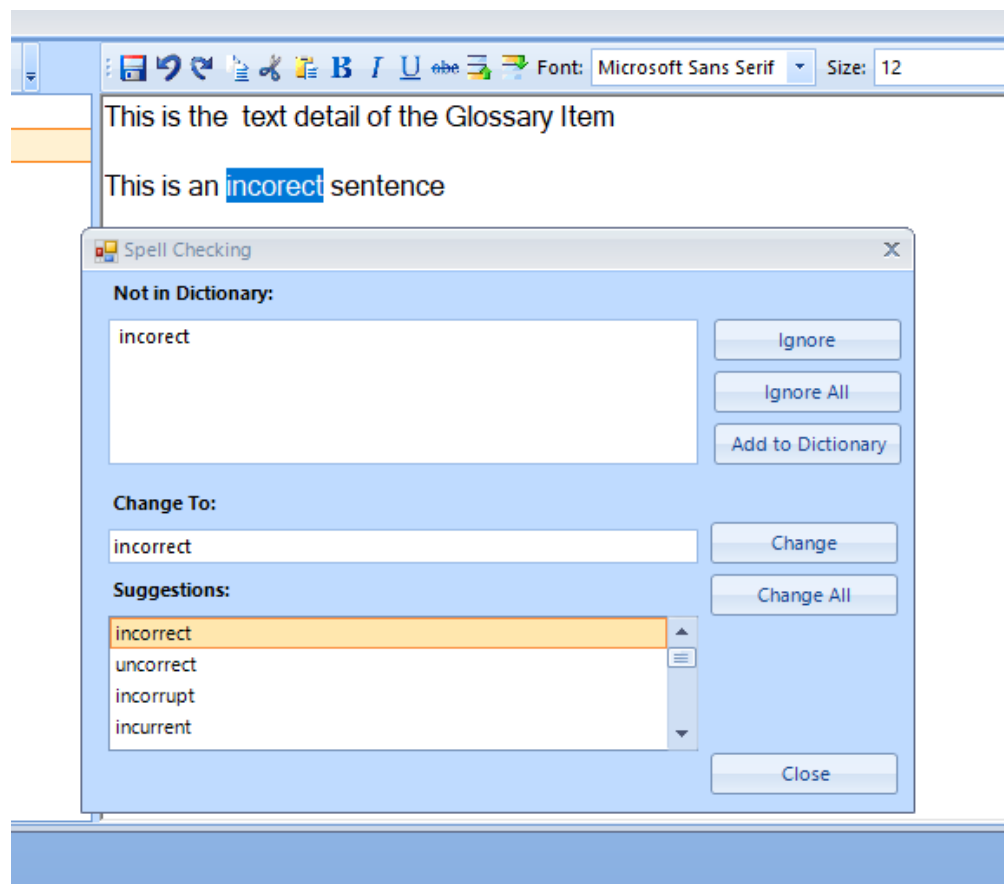 B I U abc Font: Microsoft Sans Serif Size: 12
This is the  text detail of the Glossary Item
This is an incorect sentence
Spell Checking
Not in Dictionary:
incorect
Ignore
Ignore All
Add to Dictionary
Change To:
incorrect
Change
Suggestions:
Change All
incorrect
uncorrect
incorrupt
incurrent
Close